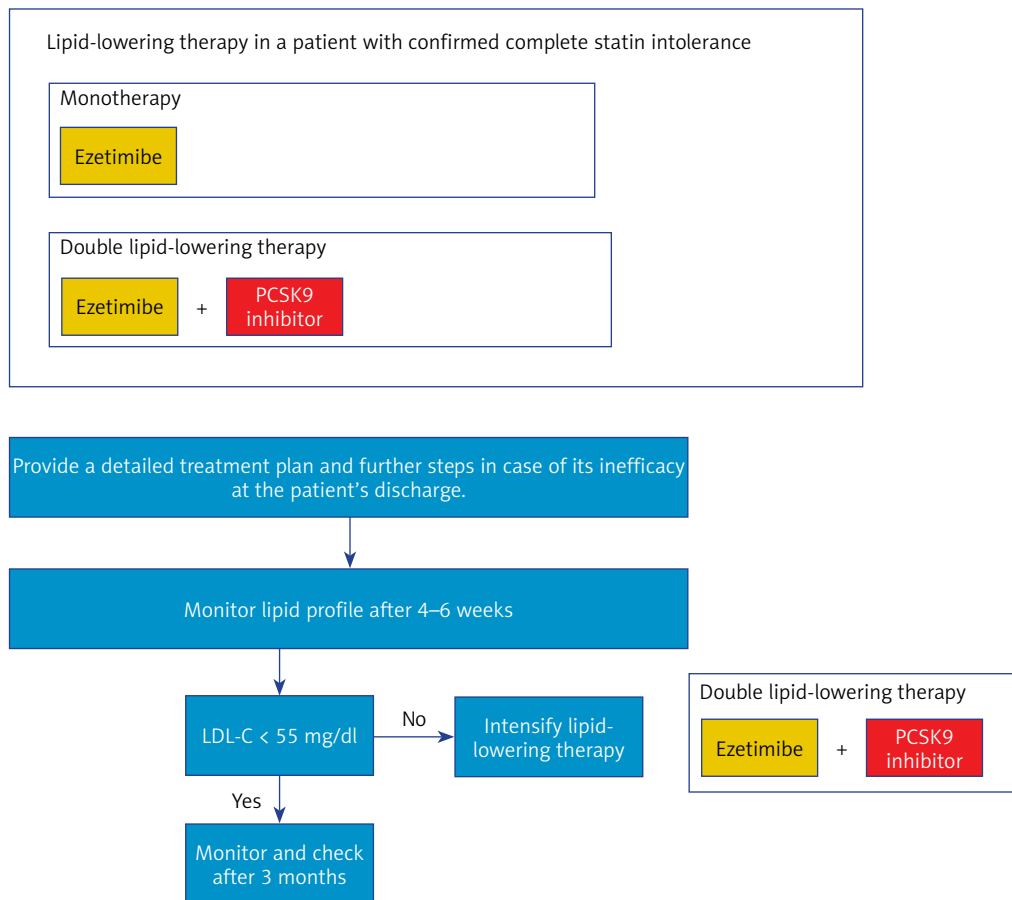 Lipid-lowering therapy in a patient with confirmed complete statin intolerance
Monotherapy
Ezetimibe
Double lipid-lowering therapy
Ezetimibe
+
PCSK9
inhibitor
Provide a detailed treatment plan and further steps in case of its inefficacy
at the patient’s discharge.
Monitor lipid profile after 4–6 weeks
LDL-C < 55 mg/dl
No
Intensify lipid-
lowering therapy
Double lipid-lowering therapy
Ezetimibe
+
PCSK9
inhibitor
Yes
Monitor and check
after 3 months